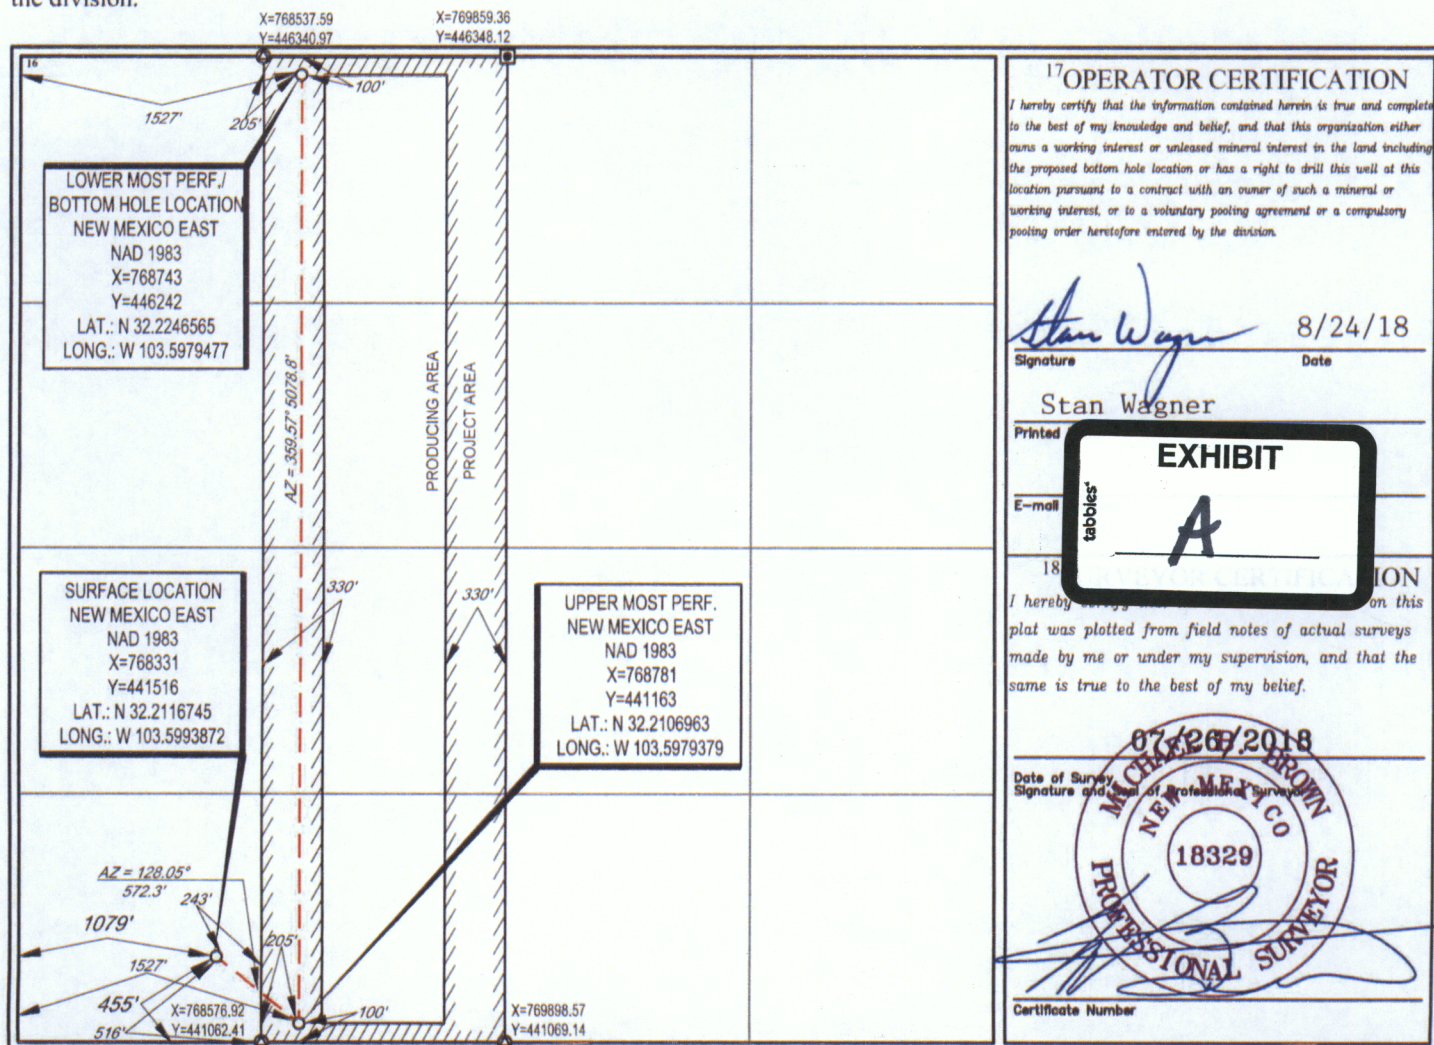 the division.
X=768537.59
Y=446340.97
X=769859.36
Y=446348.12
16
1527'
205'
100'
LOWER MOST PERF./
BOTTOM HOLE LOCATION
NEW MEXICO EAST
NAD 1983
X=768743
Y=446242
LAT.: N 32.2246565
LONG.: W 103.5979477
AZ = 359.57° 5078.8'
PRODUCING AREA
PROJECT AREA
330'
330'
SURFACE LOCATION
NEW MEXICO EAST
NAD 1983
X=768331
Y=441516
LAT.: N 32.2116745
LONG.: W 103.5993872
UPPER MOST PERF.
NEW MEXICO EAST
NAD 1983
X=768781
Y=441163
LAT.: N 32.2106963
LONG.: W 103.5979379
AZ = 128.05°
572.3'
243'
1079'
205'
1527'
455'
516'
X=768576.92
Y=441062.41
100'
X=769898.57
Y=441069.14
17 OPERATOR CERTIFICATION
I hereby certify that the information contained herein is true and complete
to the best of my knowledge and belief, and that this organization either
owns a working interest or unleased mineral interest in the land including
the proposed bottom hole location or has a right to drill this well at this
location pursuant to a contract with an owner of such a mineral or
working interest, or to a voluntary pooling agreement or a compulsory
pooling order heretofore entered by the division.
Stan Wagner
8/24/18
Signature
Date
Stan Wagner
Printed
E-mail
EXHIBIT
tabbies
A
18 RVEYOR CERTIFICATION
I hereby on this
plat was plotted from field notes of actual surveys
made by me or under my supervision, and that the
same is true to the best of my belief.
07/26/2018
Date of Survey
Signature and Seal of Professional Surveyor
MICHAEL B. BROWN
NEW MEXICO
18329
PROFESSIONAL SURVEYOR
Certificate Number